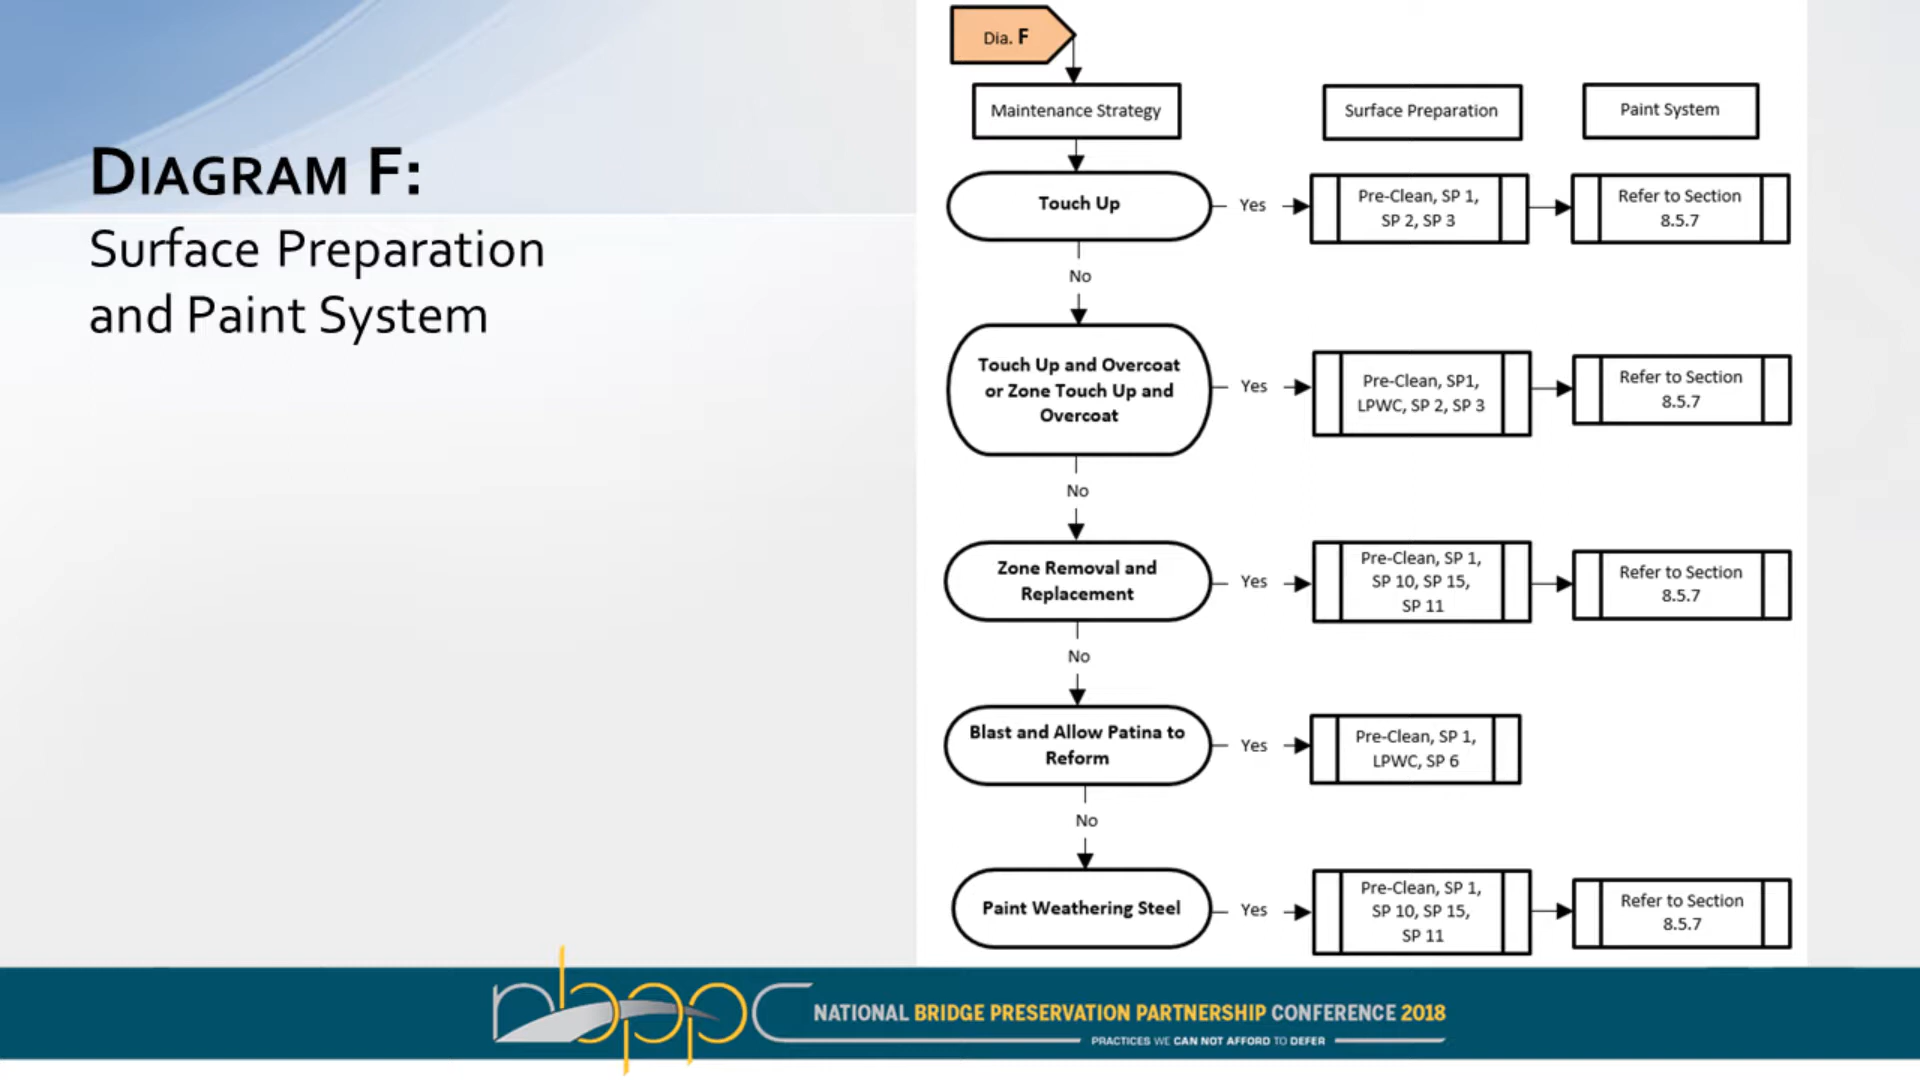 DIAGRAM F:
Surface Preparation
and Paint System
Dia. F
Maintenance Strategy
Surface Preparation
Paint System
Touch Up
Yes
Pre-Clean, SP 1,
SP 2, SP 3
Refer to Section
8.5.7
No
Touch Up and Overcoat
or Zone Touch Up and
Overcoat
Yes
Pre-Clean, SP1,
LPWC, SP 2, SP 3
Refer to Section
8.5.7
No
Zone Removal and
Replacement
Yes
Pre-Clean, SP 1,
SP 10, SP 15,
SP 11
Refer to Section
8.5.7
No
Blast and Allow Patina to
Reform
Yes
Pre-Clean, SP 1,
LPWC, SP 6
No
Paint Weathering Steel
Yes
Pre-Clean, SP 1,
SP 10, SP 15,
SP 11
Refer to Section
8.5.7
nbppc
NATIONAL BRIDGE PRESERVATION PARTNERSHIP CONFERENCE 2018
PRACTICES WE CAN NOT AFFORD TO DEFER